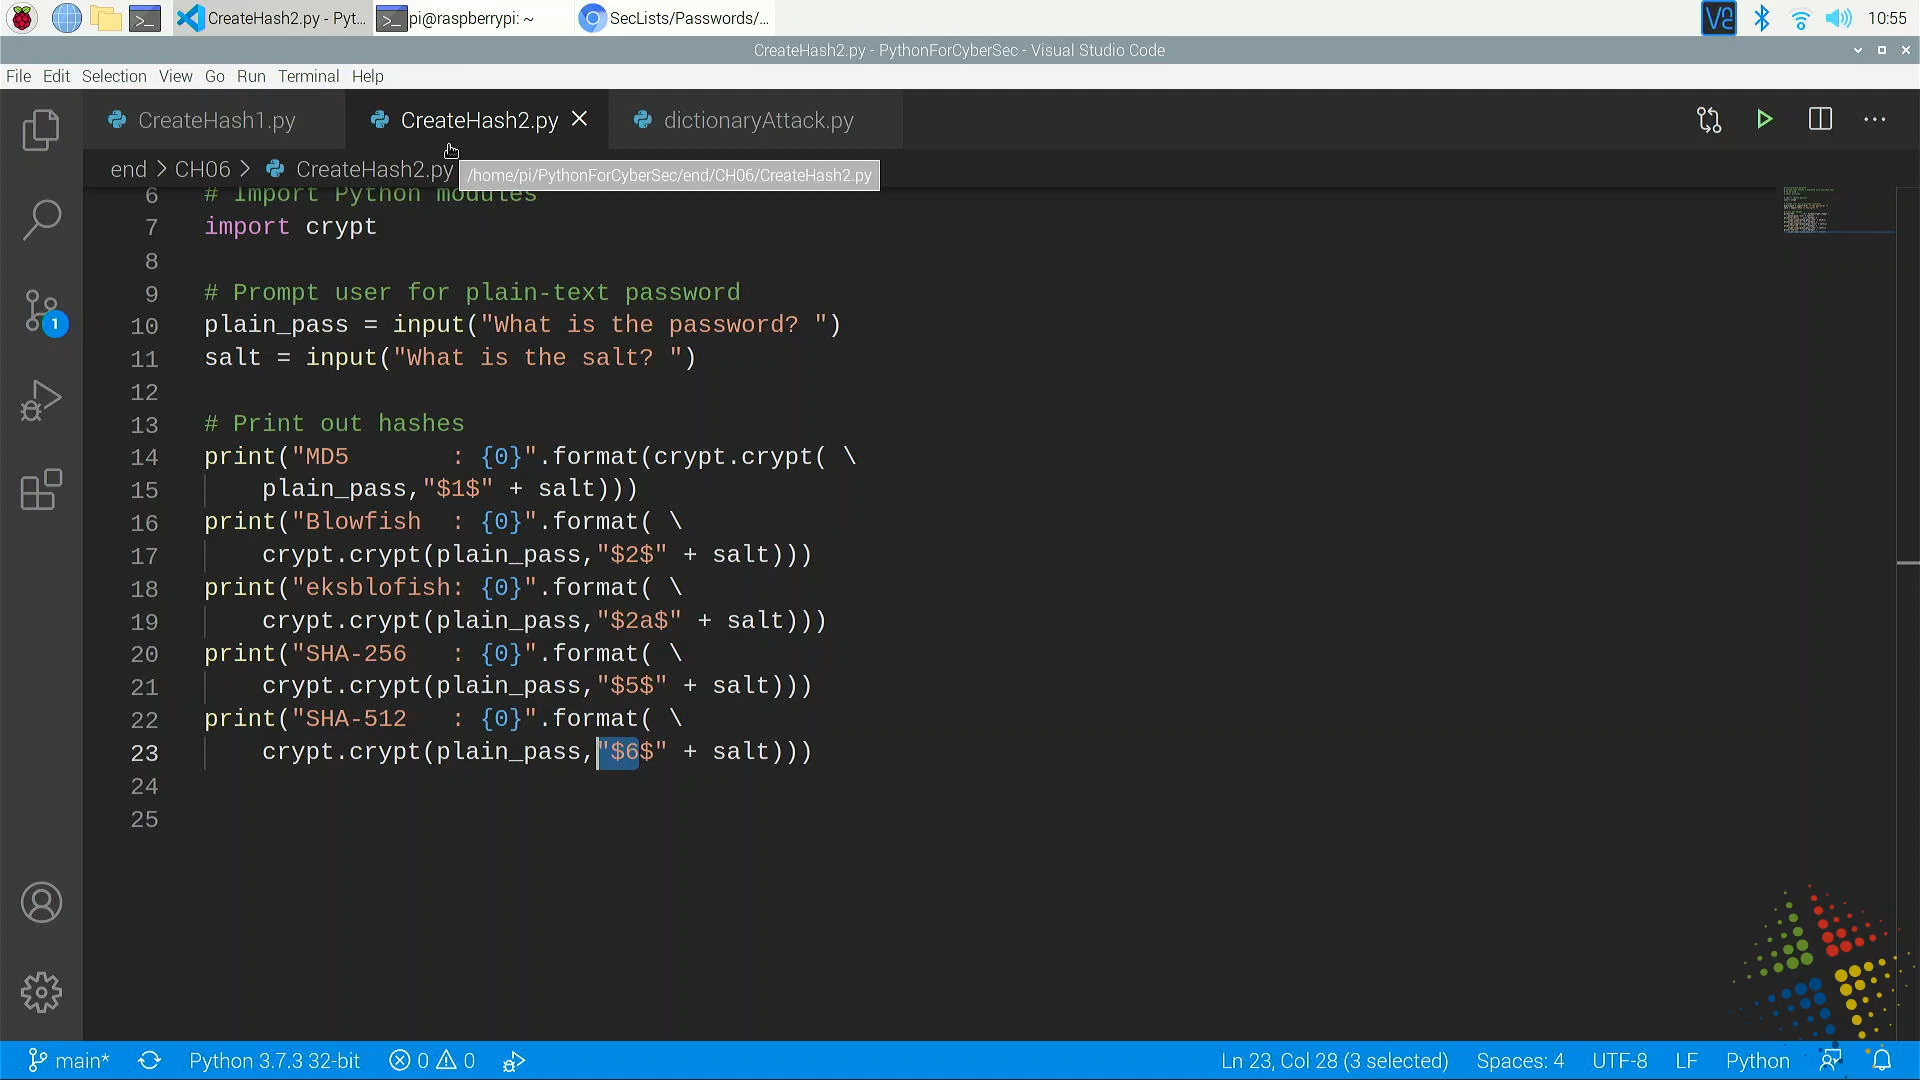 CreateHash2.py - Pyt...
pi@raspberrypi: ~
SecLists/Passwords/...
10:55
CreateHash2.py - PythonForCyberSec - Visual Studio Code
File Edit Selection View Go Run Terminal Help
CreateHash1.py
CreateHash2.py
dictionaryAttack.py
end > CH06 > CreateHash2.py
/home/pi/PythonForCyberSec/end/CH06/CreateHash2.py
6 # Import Python modules
7 import crypt
8
9 # Prompt user for plain-text password
10 plain_pass = input("What is the password? ")
11 salt = input("What is the salt? ")
12
13 # Print out hashes
14 print("MD5       : {0}".format(crypt.crypt( \
15     plain_pass,"$1$" + salt)))
16 print("Blowfish  : {0}".format( \
17     crypt.crypt(plain_pass,"$2$" + salt)))
18 print("eksblofish: {0}".format( \
19     crypt.crypt(plain_pass,"$2a$" + salt)))
20 print("SHA-256   : {0}".format( \
21     crypt.crypt(plain_pass,"$5$" + salt)))
22 print("SHA-512   : {0}".format( \
23     crypt.crypt(plain_pass,"$6$" + salt)))
24
25
1
main* Python 3.7.3 32-bit 0 0 Ln 23, Col 28 (3 selected) Spaces: 4 UTF-8 LF Python